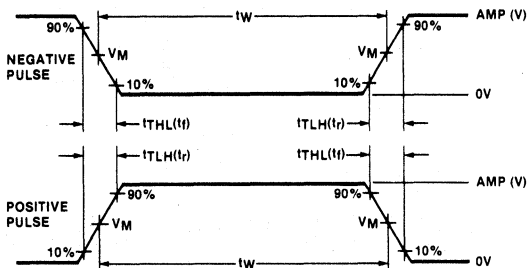 tW
AMP (V)
90%
90%
NEGATIVE
PULSE
VM
VM
10%
10%
0V
tTHL(tf)
tTLH(tr)
tTLH(tr)
tTHL(tf)
AMP (V)
90%
90%
POSITIVE
PULSE
VM
VM
10%
10%
tW
0V